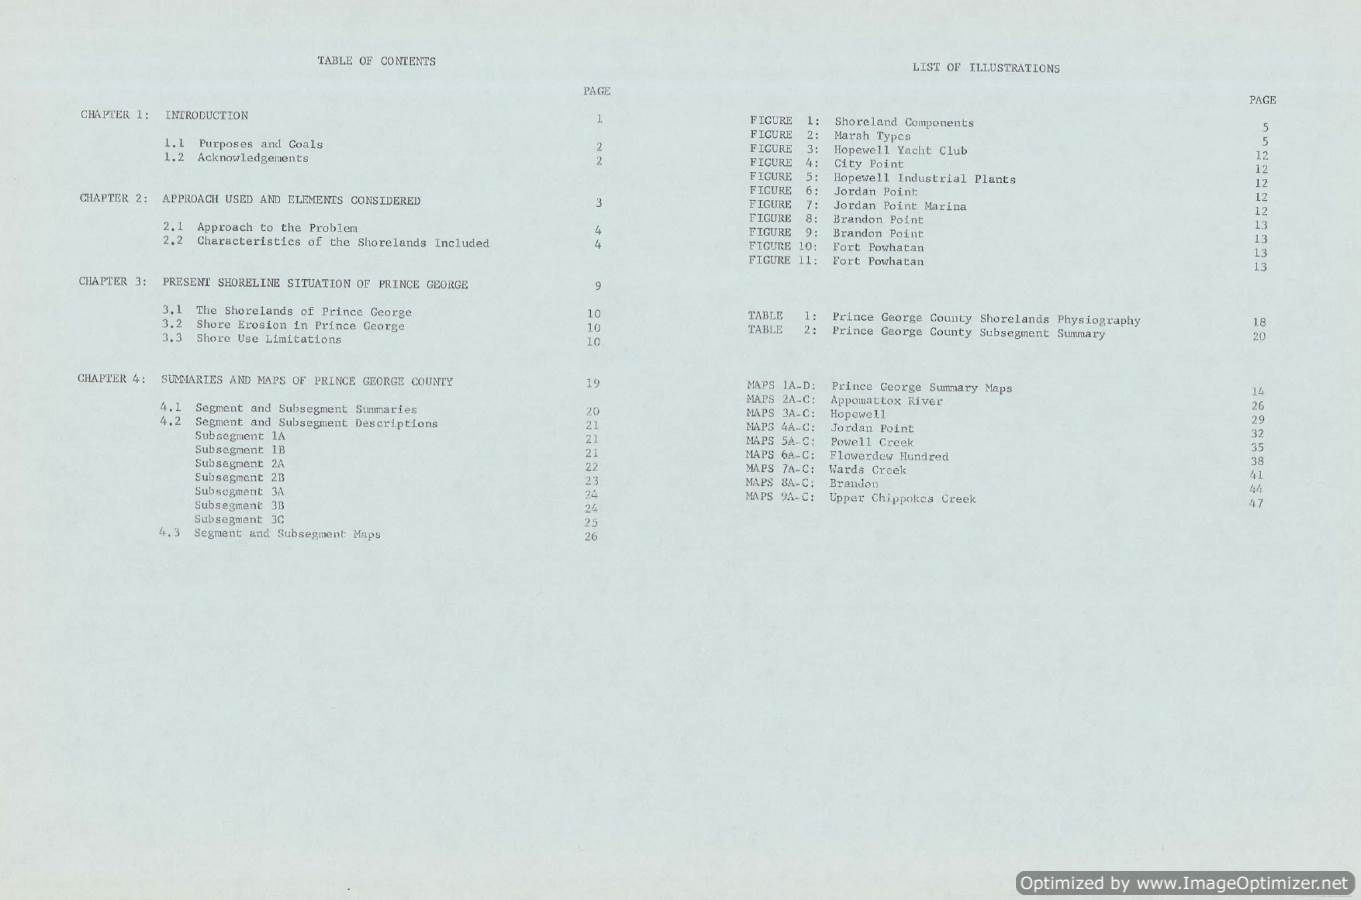 TABLE OF CONTENTS
PAGE
CHAPTER 1: INTRODUCTION 1
1.1 Purposes and Goals 2
1.2 Acknowledgements 2
CHAPTER 2: APPROACH USED AND ELEMENTS CONSIDERED 3
2.1 Approach to the Problem 4
2.2 Characteristics of the Shorelands Included 4
CHAPTER 3: PRESENT SHORELINE SITUATION OF PRINCE GEORGE 9
3.1 The Shorelands of Prince George 10
3.2 Shore Erosion in Prince George 10
3.3 Shore Use Limitations 10
CHAPTER 4: SUMMARIES AND MAPS OF PRINCE GEORGE COUNTY 19
4.1 Segment and Subsegment Summaries 20
4.2 Segment and Subsegment Descriptions 21
Subsegment 1A 21
Subsegment 1B 21
Subsegment 2A 22
Subsegment 2B 23
Subsegment 3A 24
Subsegment 3B 24
Subsegment 3C 25
4.3 Segment and Subsegment Maps 26
LIST OF ILLUSTRATIONS
PAGE
FIGURE 1: Shoreland Components 5
FIGURE 2: Marsh Types 5
FIGURE 3: Hopewell Yacht Club 12
FIGURE 4: City Point 12
FIGURE 5: Hopewell Industrial Plants 12
FIGURE 6: Jordan Point 12
FIGURE 7: Jordan Point Marina 12
FIGURE 8: Brandon Point 13
FIGURE 9: Brandon Point 13
FIGURE 10: Fort Powhatan 13
FIGURE 11: Fort Powhatan 13
TABLE 1: Prince George County Shorelands Physiography 18
TABLE 2: Prince George County Subsegment Summary 20
MAPS 1A-D: Prince George Summary Maps 14
MAPS 2A-C: Appomattox River 26
MAPS 3A-C: Hopewell 29
MAPS 4A-C: Jordan Point 32
MAPS 5A-C: Powell Creek 35
MAPS 6A-C: Flowerdew Hundred 38
MAPS 7A-C: Wards Creek 41
MAPS 8A-C: Brandon 44
MAPS 9A-C: Upper Chippokes Creek 47
Optimized by www.ImageOptimizer.net